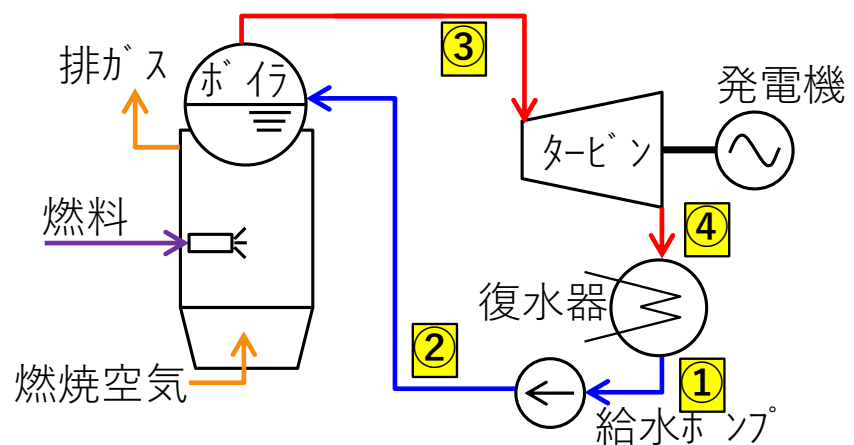 ③
排ガス
ボイラ
発電機
タービン
燃料
④
復水器
②
①
燃焼空気
給水ポンプ